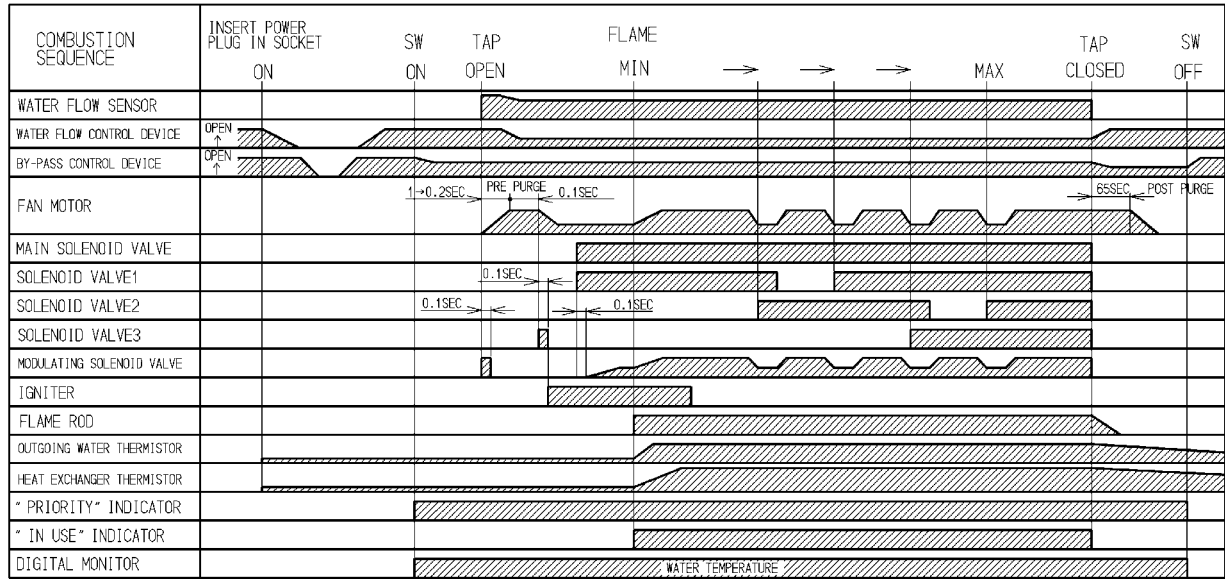 COMBUSTION
SEQUENCE
INSERT POWER
PLUG IN SOCKET
ON
SW
ON
TAP
OPEN
FLAME
MIN
→
→
→
MAX
TAP
CLOSED
SW
OFF
WATER FLOW SENSOR
WATER FLOW CONTROL DEVICE
OPEN
↑
BY-PASS CONTROL DEVICE
OPEN
↑
FAN MOTOR
1→0.2SEC
PRE PURGE
0.1SEC
65SEC
POST PURGE
MAIN SOLENOID VALVE
SOLENOID VALVE1
0.1SEC
SOLENOID VALVE2
0.1SEC
0.1SEC
SOLENOID VALVE3
MODULATING SOLENOID VALVE
IGNITER
FLAME ROD
OUTGOING WATER THERMISTOR
HEAT EXCHANGER THERMISTOR
" PRIORITY" INDICATOR
" IN USE" INDICATOR
DIGITAL MONITOR
WATER TEMPERATURE